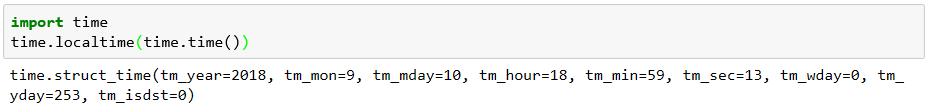 import time
time.localtime(time.time())
time.struct_time(tm_year=2018, tm_mon=9, tm_mday=10, tm_hour=18, tm_min=59, tm_sec=13, tm_wday=0, tm_
yday=253, tm_isdst=0)